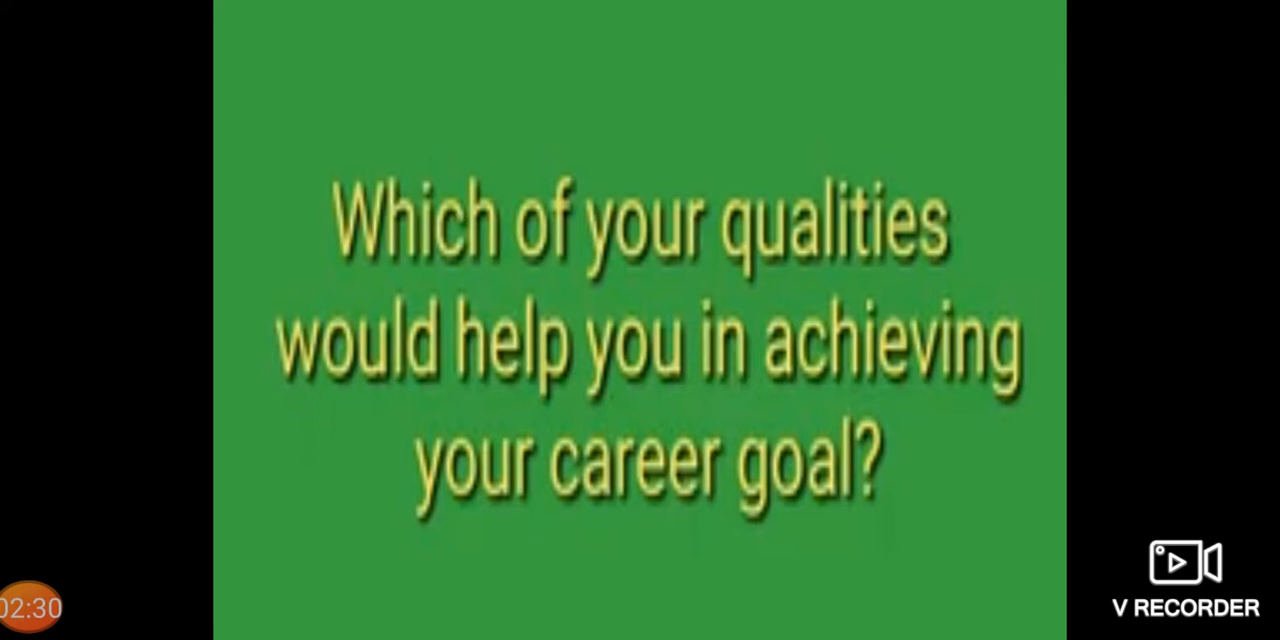 Which of your qualities
would help you in achieving
your career goal?
02:30
V RECORDER